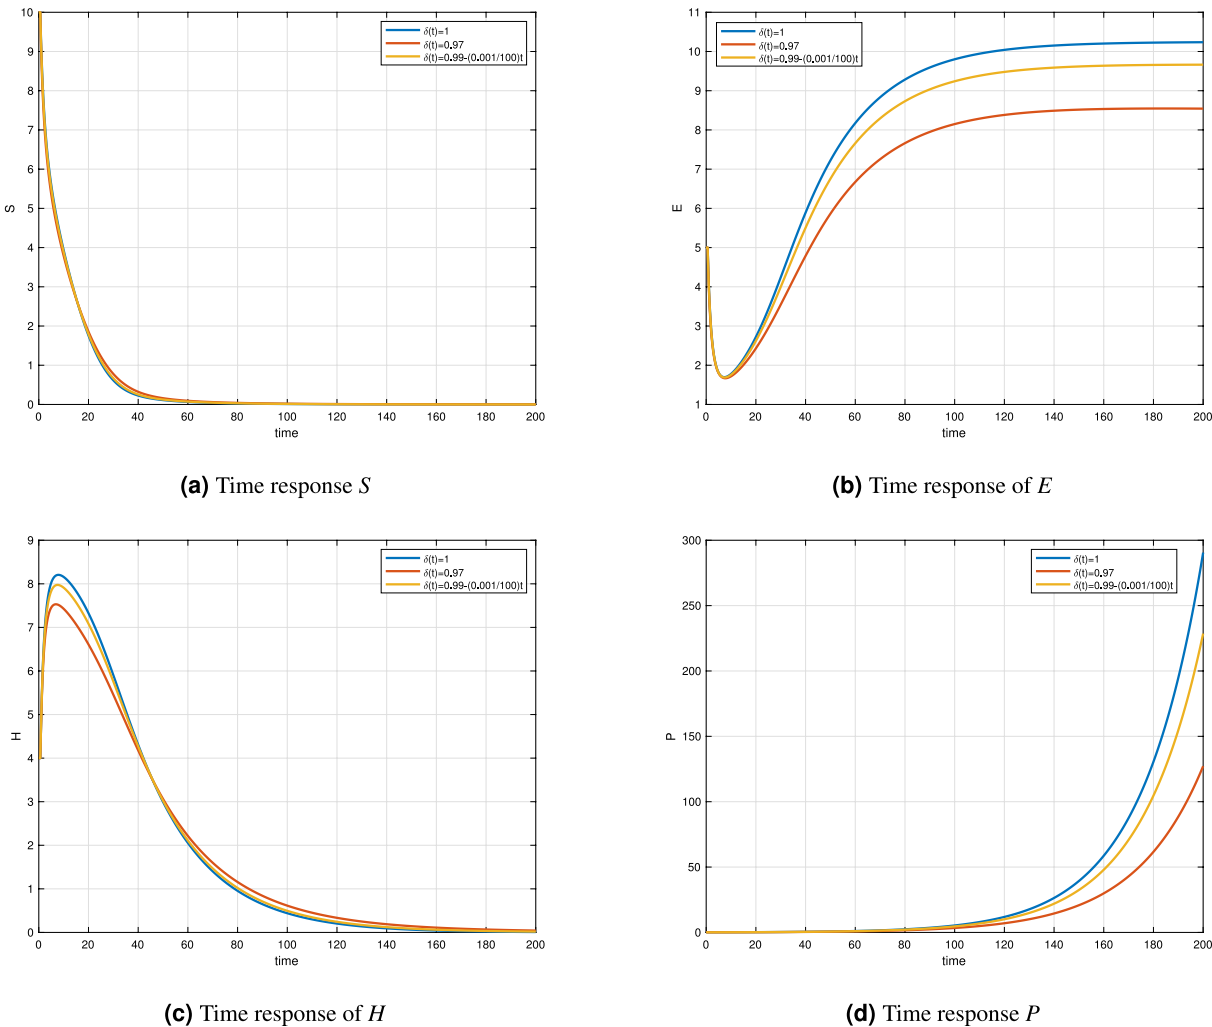 10
9
8
7
6
5
4
3
2
1
0
S
0 20 40 60 80 100 120 140 160 180 200
time
δ(t)=1
δ(t)=0.97
δ(t)=0.99-(0.001/100)t
(a) Time response S
11
10
9
8
7
6
5
4
3
2
1
E
0 20 40 60 80 100 120 140 160 180 200
time
δ(t)=1
δ(t)=0.97
δ(t)=0.99-(0.001/100)t
(b) Time response of E
9
8
7
6
5
4
3
2
1
0
H
0 20 40 60 80 100 120 140 160 180 200
time
δ(t)=1
δ(t)=0.97
δ(t)=0.99-(0.001/100)t
(c) Time response of H
300
250
200
150
100
50
0
P
0 20 40 60 80 100 120 140 160 180 200
time
δ(t)=1
δ(t)=0.97
δ(t)=0.99-(0.001/100)t
(d) Time response P